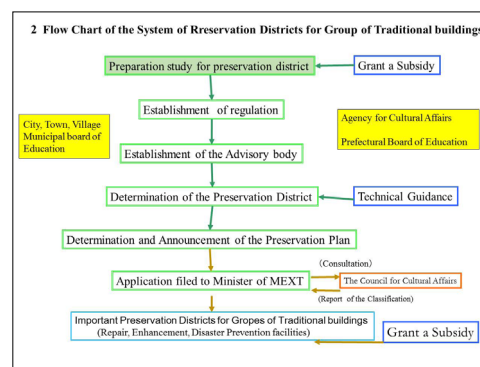 2 Flow Chart of the System of Rreservation Districts for Group of Traditional buildings
Preparation study for preservation district
Grant a Subsidy
Establishment of regulation
City, Town, Village
Municipal board of
Education
Agency for Cultural Affairs
Prefectural Board of Education
Establishment of the Advisory body
Determination of the Preservation District
Technical Guidance
Determination and Announcement of the Preservation Plan
(Consultation)
Application filed to Minister of MEXT
The Council for Cultural Affairs
(Report of the Classification)
Important Preservation Districts for Gropes of Traditional buildings
(Repair, Enhancement, Disaster Prevention facilities)
Grant a Subsidy